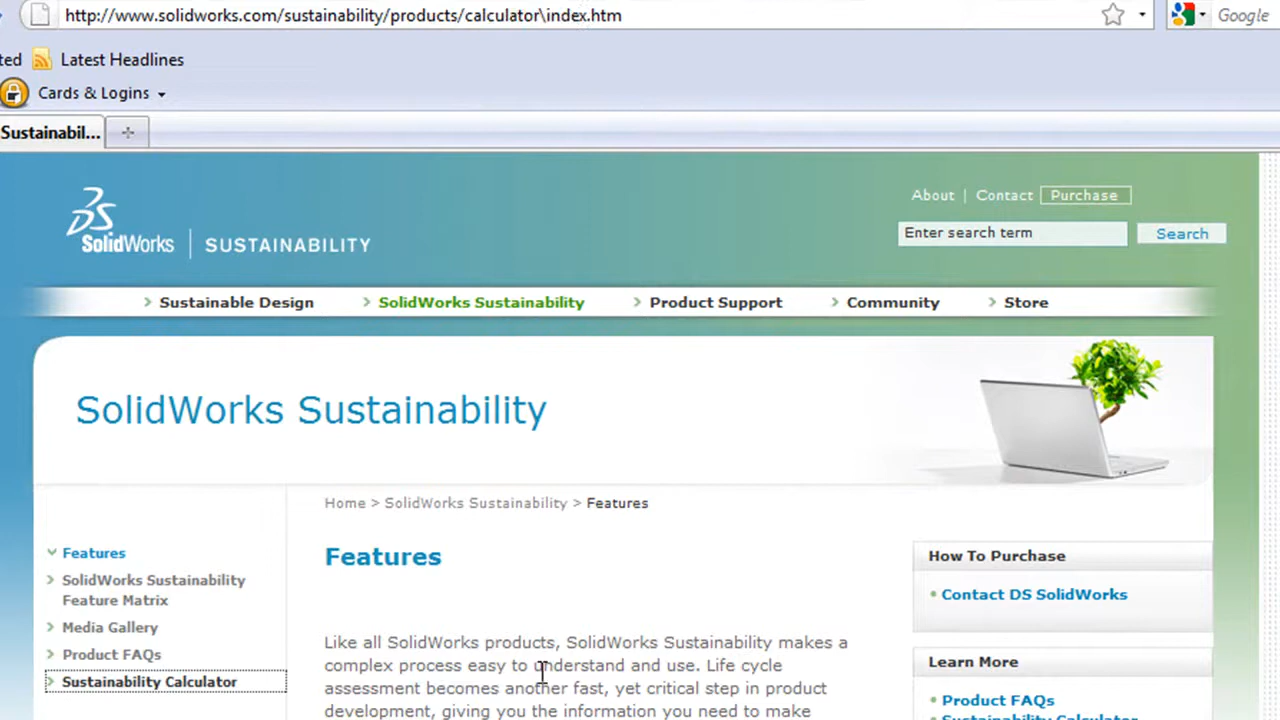 http://www.solidworks.com/sustainability/products/calculator\index.htm
Google
ted
Latest Headlines
Cards & Logins
Sustainabil...
About | Contact Purchase
DS SolidWorks | SUSTAINABILITY
Enter search term Search
Sustainable Design SolidWorks Sustainability Product Support Community Store
SolidWorks Sustainability
Home > SolidWorks Sustainability > Features
Features
SolidWorks Sustainability
Feature Matrix
Media Gallery
Product FAQs
Sustainability Calculator
Features
Like all SolidWorks products, SolidWorks Sustainability makes a
complex process easy to understand and use. Life cycle
assessment becomes another fast, yet critical step in product
development, giving you the information you need to make
How To Purchase
Contact DS SolidWorks
Learn More
Product FAQs
Sustainability Calculator